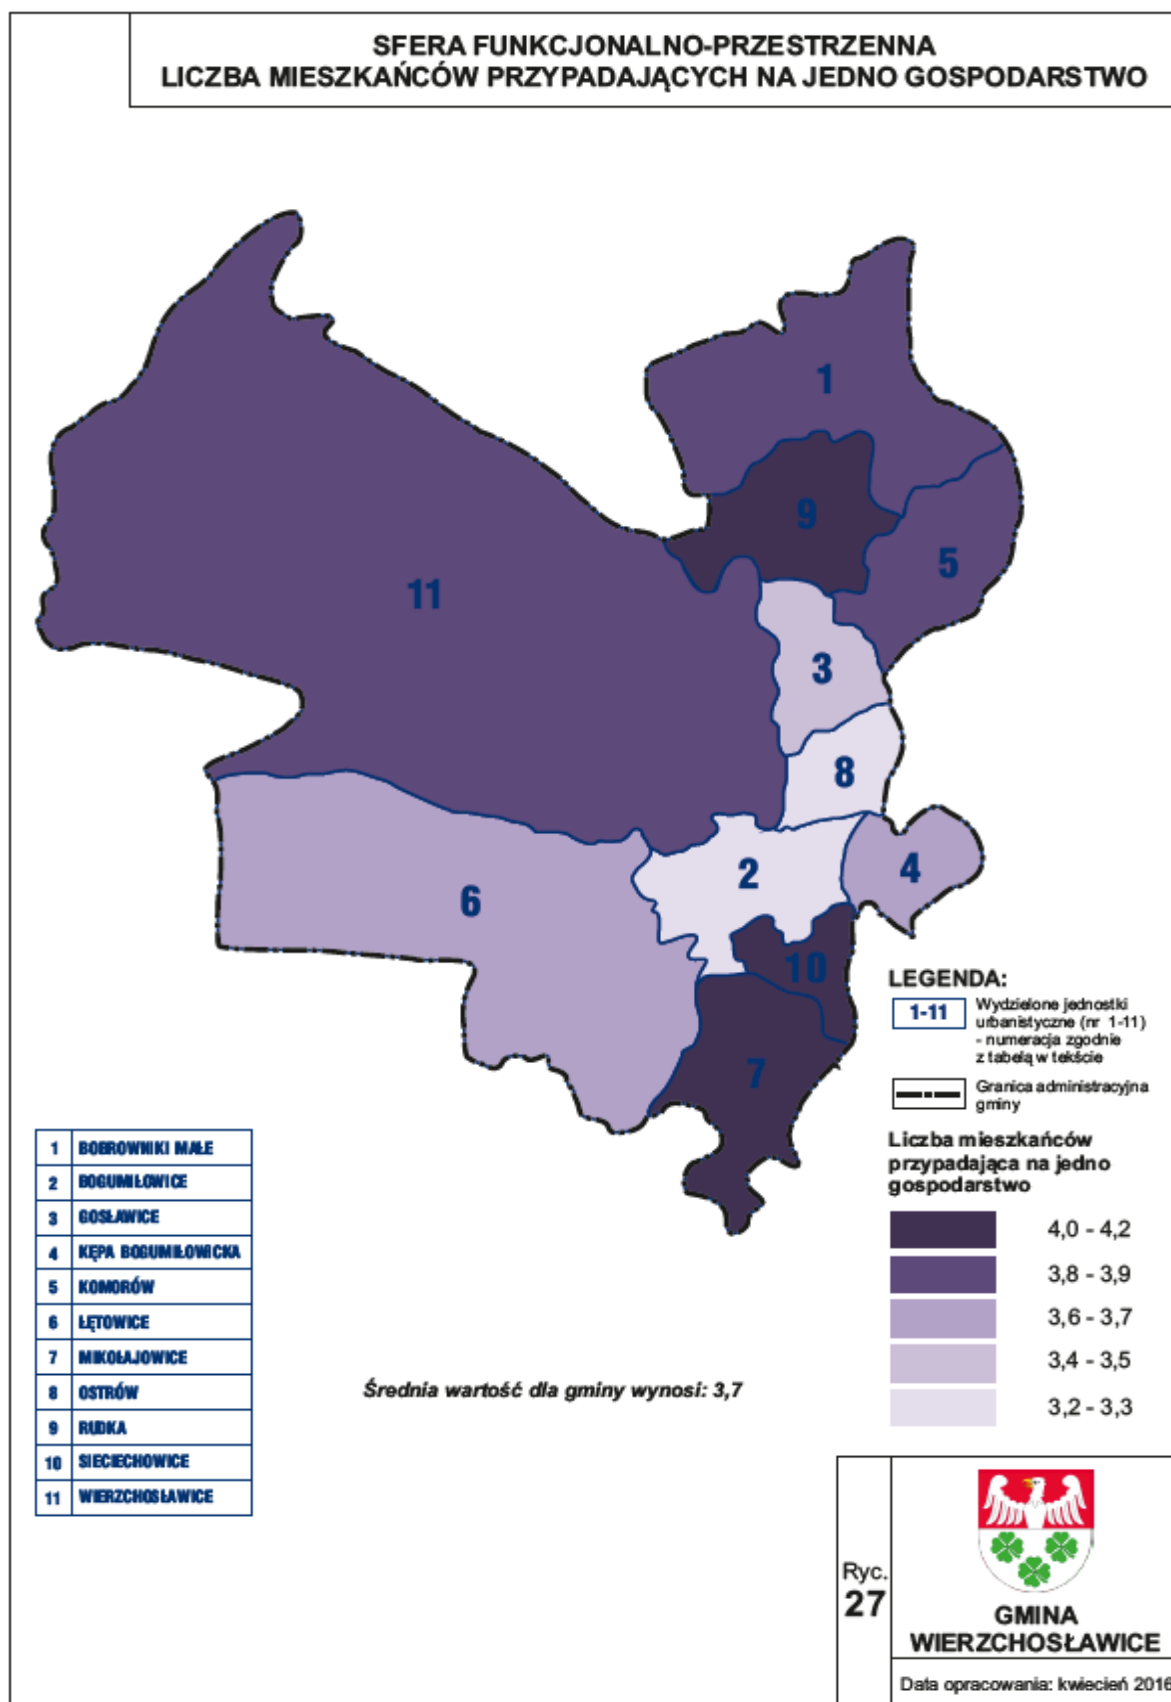 SFERA FUNKCJONALNO-PRZESTRZENNA
LICZBA MIESZKAŃCÓW PRZYPADAJĄCYCH NA JEDNO GOSPODARSTWO
1
9
5
11
3
8
2
4
6
10
7
LEGENDA:
1-11
Wydzielone jednostki
urbanistyczne (nr 1-11)
- numeracja zgodnie
z tabelą w tekście
Granica administracyjna
gminy
Liczba mieszkańców
przypadająca na jedno
gospodarstwo
4,0 - 4,2
3,8 - 3,9
3,6 - 3,7
3,4 - 3,5
3,2 - 3,3
1 BOBROWNIKI MAŁE
2 BOGUMIŁOWICE
3 GOSŁAWICE
4 KĘPA BOGUMIŁOWICKA
5 KOMORÓW
6 ŁĘTOWICE
7 MIKOŁAJOWICE
8 OSTRÓW
9 RUDKA
10 SIECIECHOWICE
11 WIERZCHOSŁAWICE
Średnia wartość dla gminy wynosi: 3,7
Ryc.
27
GMINA
WIERZCHOSŁAWICE
Data opracowania: kwiecień 2016